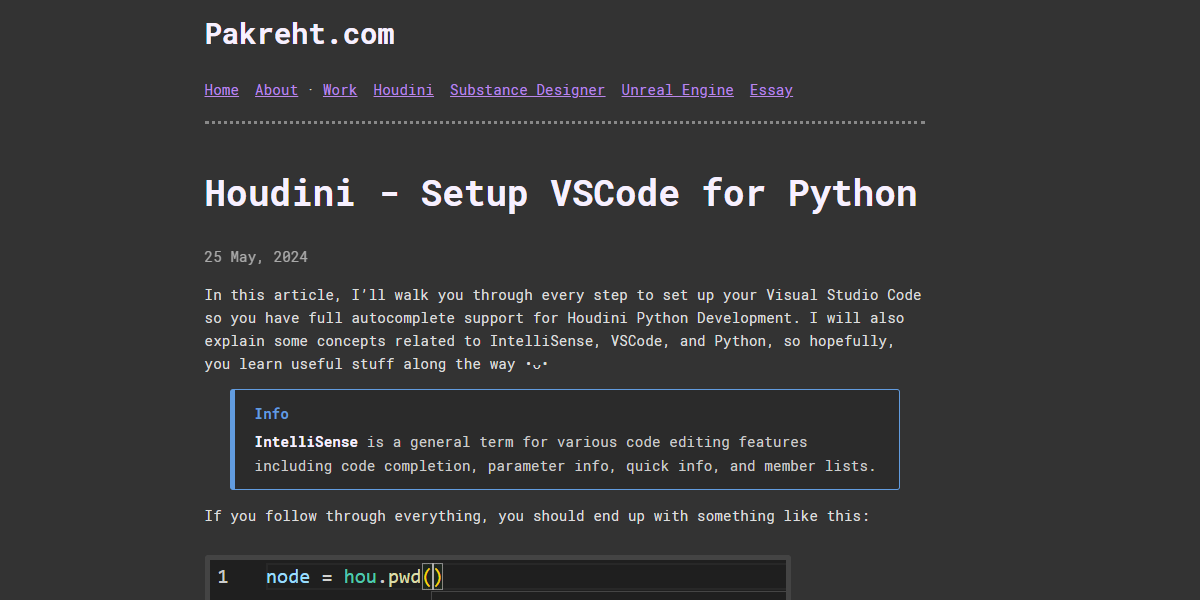 Pakreht.com
Home About · Work Houdini Substance Designer Unreal Engine Essay
Houdini - Setup VSCode for Python
25 May, 2024
In this article, I’ll walk you through every step to set up your Visual Studio Code
so you have full autocomplete support for Houdini Python Development. I will also
explain some concepts related to IntelliSense, VSCode, and Python, so hopefully,
you learn useful stuff along the way •ᴗ•
Info
IntelliSense is a general term for various code editing features
including code completion, parameter info, quick info, and member lists.
If you follow through everything, you should end up with something like this:
1 node = hou.pwd()